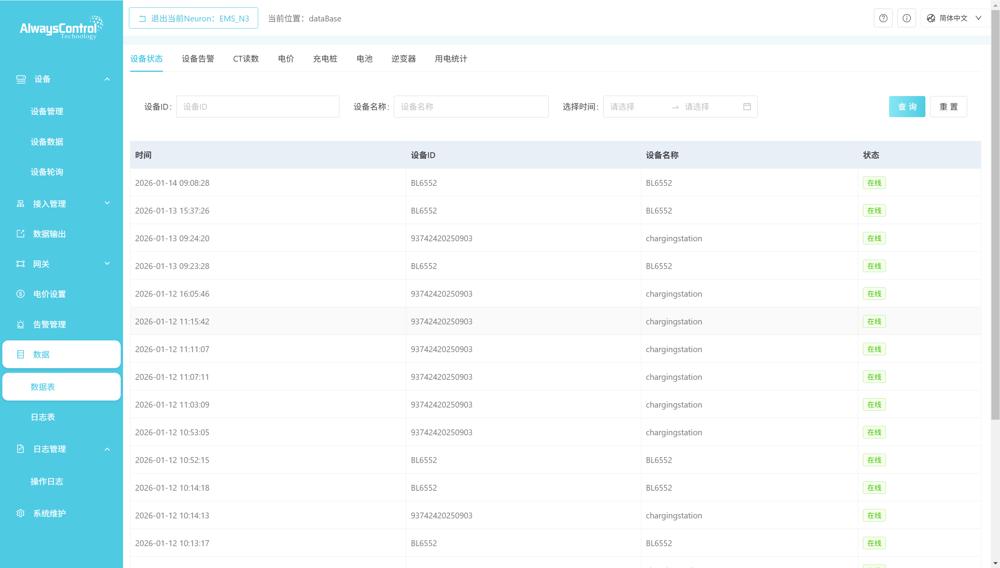 AlwaysControl
Technology
退出当前Neuron：EMS_N3
当前位置：dataBase
简体中文
设备
设备管理
设备数据
设备轮询
接入管理
数据输出
网关
电价设置
告警管理
数据
数据表
日志表
日志管理
操作日志
系统维护
设备状态 设备告警 CT读数 电价 充电桩 电池 逆变器 用电统计
设备ID: 设备ID 设备名称: 设备名称 选择时间: 请选择 请选择 查 询 重 置
时间 设备ID 设备名称 状态
2026-01-14 09:08:28 BL6552 BL6552 在线
2026-01-13 15:37:26 BL6552 BL6552 在线
2026-01-13 09:24:20 93742420250903 chargingstation 在线
2026-01-13 09:23:28 BL6552 BL6552 在线
2026-01-12 16:05:46 93742420250903 chargingstation 在线
2026-01-12 11:15:42 93742420250903 chargingstation 在线
2026-01-12 11:11:07 93742420250903 chargingstation 在线
2026-01-12 11:07:11 93742420250903 chargingstation 在线
2026-01-12 11:03:09 93742420250903 chargingstation 在线
2026-01-12 10:53:05 93742420250903 chargingstation 在线
2026-01-12 10:52:15 BL6552 BL6552 在线
2026-01-12 10:14:18 BL6552 BL6552 在线
2026-01-12 10:14:13 93742420250903 chargingstation 在线
2026-01-12 10:13:17 BL6552 BL6552 在线